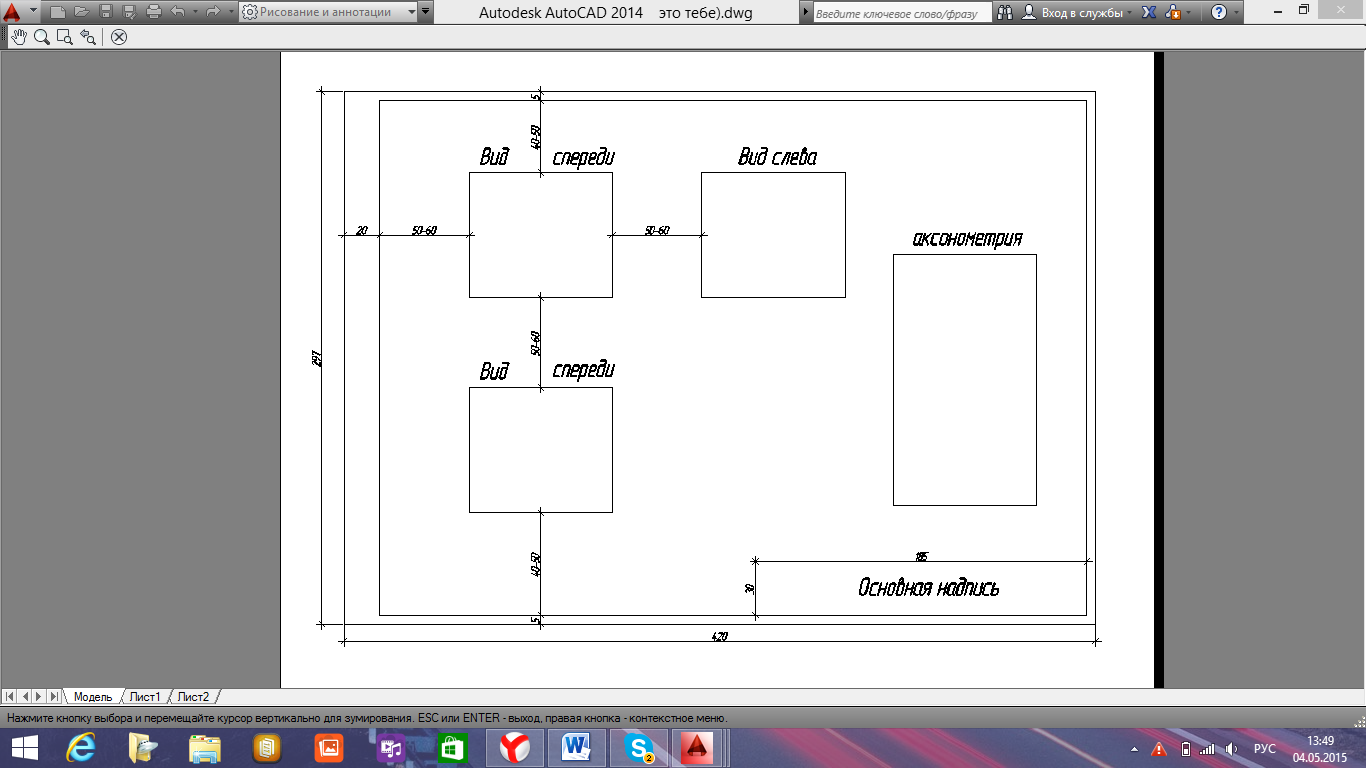 Рисование и аннотации
Autodesk AutoCAD 2014 это тебе).dwg
Введите ключевое слово/фразу
Вход в службы
5
40-50
Вид спереди
Вид слева
20
50-60
50-60
аксонометрия
50-60
297
Вид спереди
40-50
185
30
Основная надпись
5
420
Модель
Лист1
Лист2
Нажмите кнопку выбора и перемещайте курсор вертикально для зумирования. ESC или ENTER - выход, правая кнопка - контекстное меню.
2
РУС
13:49
04.05.2015